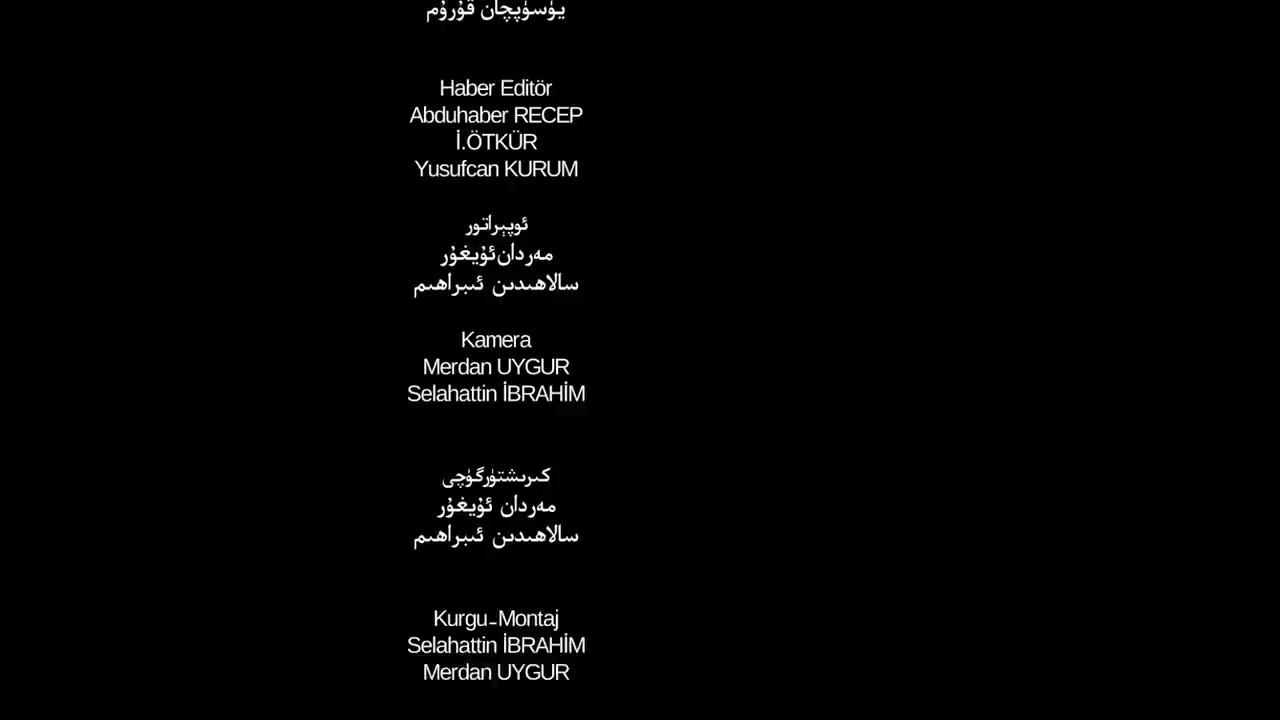 يۈسۈپجان قۇرۇم
Haber Editör
Abduhaber RECEP
İ.ÖTKÜR
Yusufcan KURUM
ئوپېراتور
مەردان ئۇيغۇر
سالاھىدىن ئىبراھىم
Kamera
Merdan UYGUR
Selahattin İBRAHİM
كىرىشتۈرگۈچى
مەردان ئۇيغۇر
سالاھىدىن ئىبراھىم
Kurgu-Montaj
Selahattin İBRAHİM
Merdan UYGUR